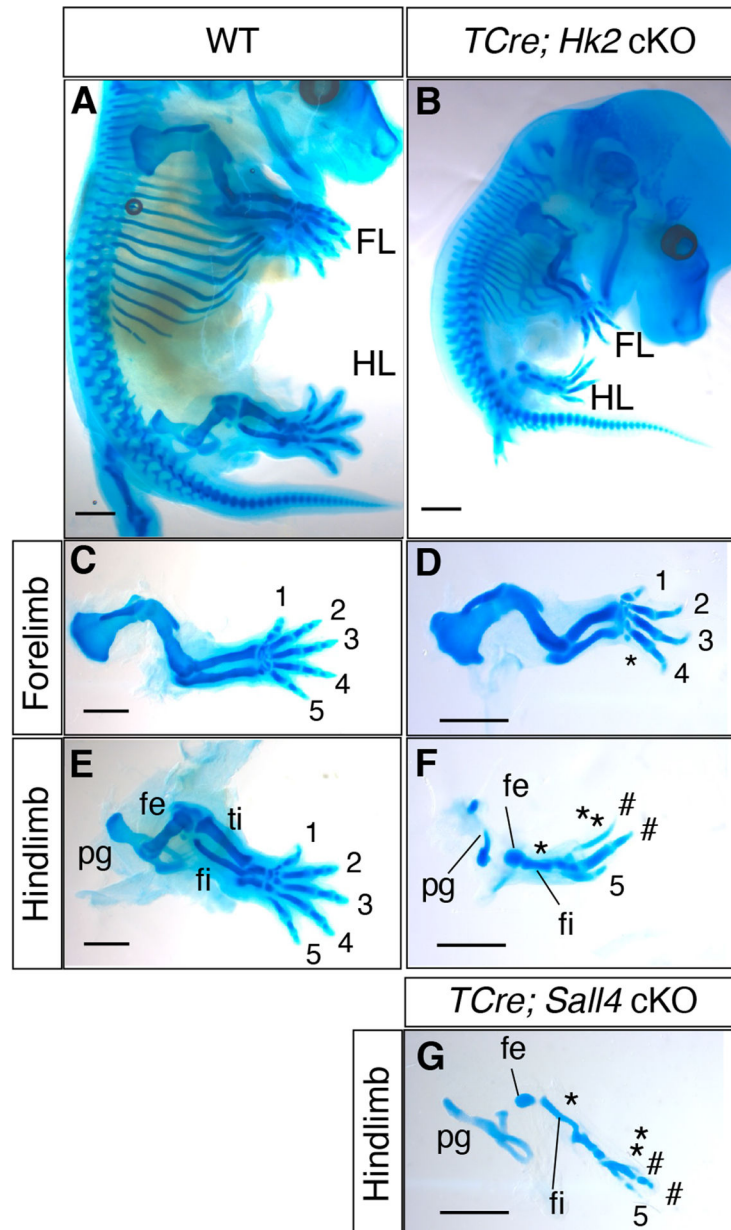 WT
TCre; Hk2 cKO
A
FL
HL
B
FL
HL
Forelimb
C
1
2
3
4
5
D
1
2
3
4
*
Hindlimb
E
fe
ti
pg
fi
1
2
3
4
5
F
fe
*
**
#
#
pg
5
fi
TCre; Sall4 cKO
Hindlimb
G
fe
*
pg
*
*
#
#
fi
5